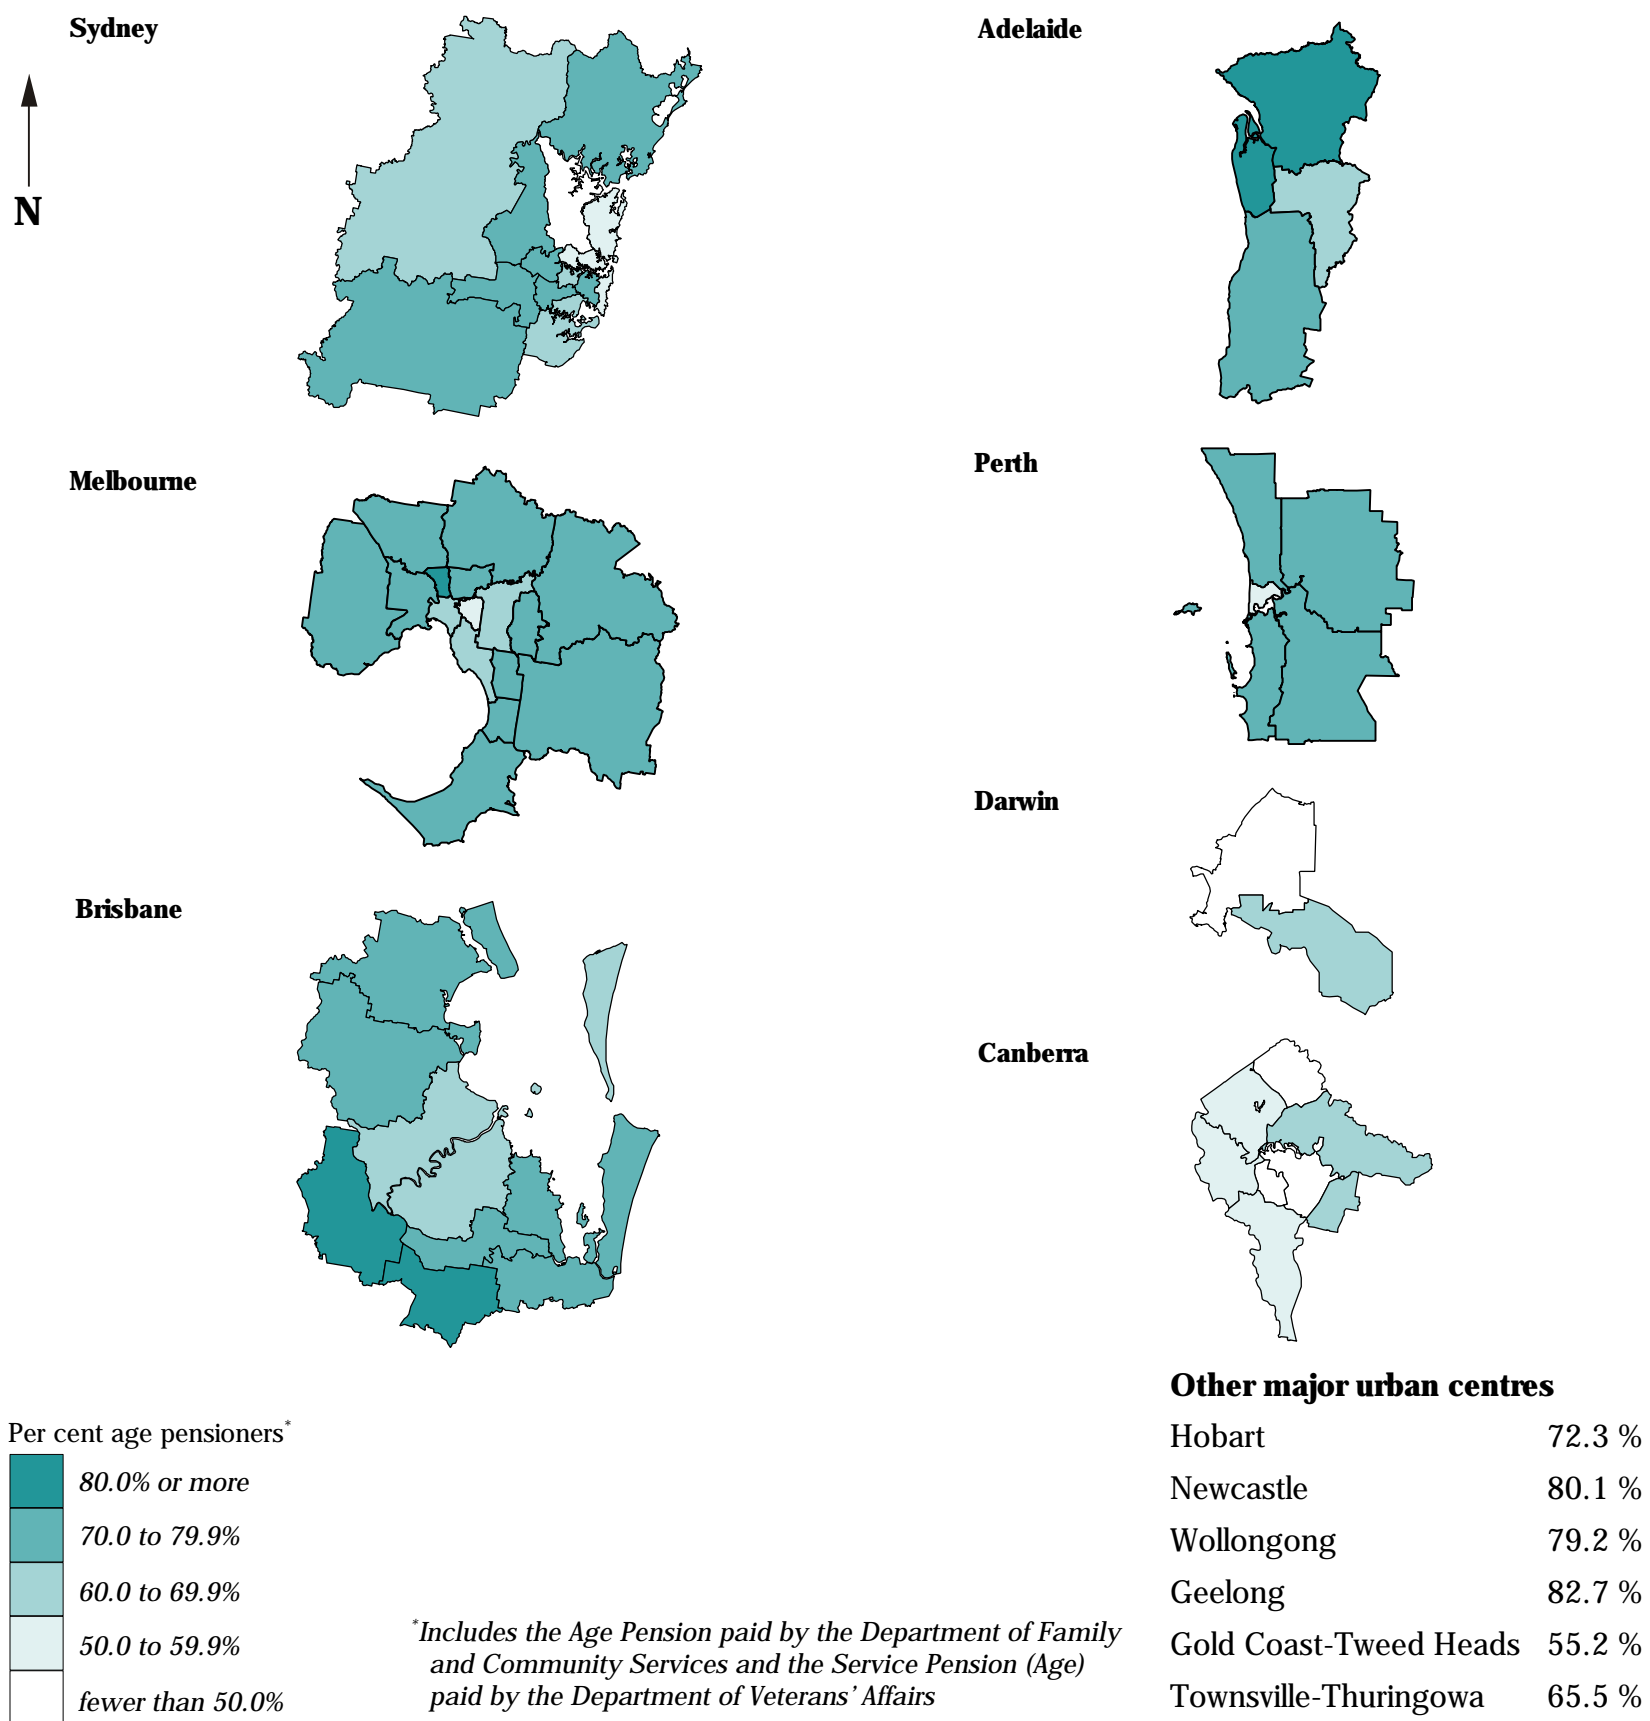 Sydney
Adelaide
N
Melbourne
Perth
Darwin
Brisbane
Canberra
Other major urban centres
Hobart 72.3 %
Newcastle 80.1 %
Wollongong 79.2 %
Geelong 82.7 %
Gold Coast-Tweed Heads 55.2 %
Townsville-Thuringowa 65.5 %
Per cent age pensioners*
80.0% or more
70.0 to 79.9%
60.0 to 69.9%
50.0 to 59.9%
fewer than 50.0%
*Includes the Age Pension paid by the Department of Family
and Community Services and the Service Pension (Age)
paid by the Department of Veterans' Affairs